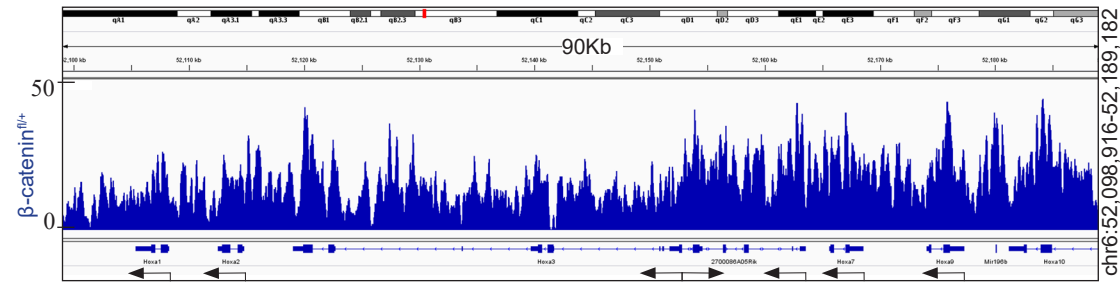 qA1 qA2 qA3.1 qA3.3 qB1 qB2.1 qB2.3 qB3 qC1 qC2 qC3 qD1 qD2 qD3 qE1 qE2 qE3 qF1 qF2 qF3 qG1 qG2 qG3
90Kb
52,100 kb 52,110 kb 52,120 kb 52,130 kb 52,140 kb 52,150 kb 52,160 kb 52,170 kb 52,180 kb
50
β-catenin^fl/+
0
Hoxa1 Hoxa2 Hoxa3 2700086A05Rik Hoxa7 Hoxa9 Mir196b Hoxa10
chr6:52,098,916-52,189,182